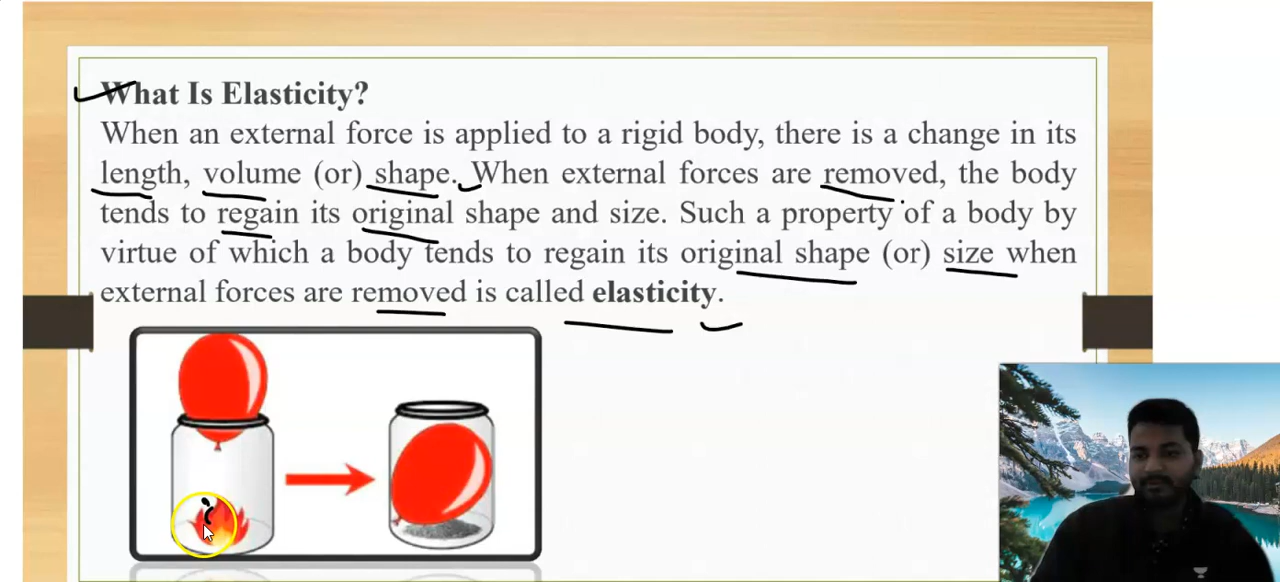 What Is Elasticity?
When an external force is applied to a rigid body, there is a change in its
length, volume (or) shape. When external forces are removed, the body
tends to regain its original shape and size. Such a property of a body by
virtue of which a body tends to regain its original shape (or) size when
external forces are removed is called elasticity.